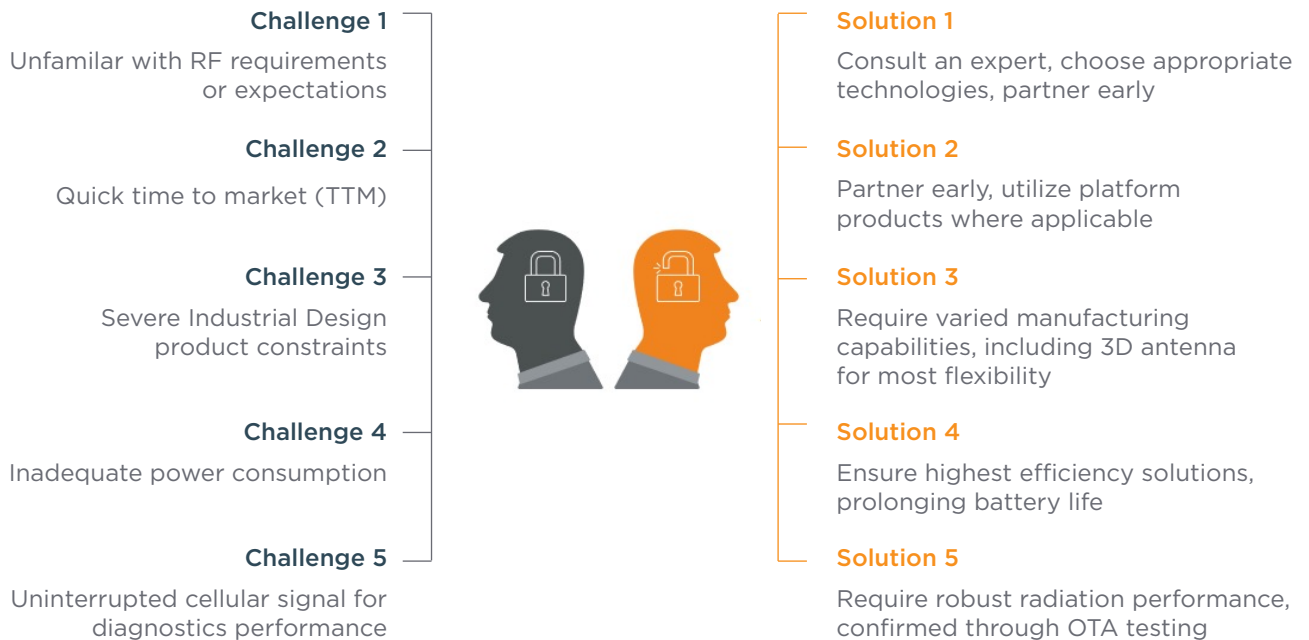 Challenge 1
Unfamilar with RF requirements
or expectations
Challenge 2
Quick time to market (TTM)
Challenge 3
Severe Industrial Design
product constraints
Challenge 4
Inadequate power consumption
Challenge 5
Uninterrupted cellular signal for
diagnostics performance
Solution 1
Consult an expert, choose appropriate
technologies, partner early
Solution 2
Partner early, utilize platform
products where applicable
Solution 3
Require varied manufacturing
capabilities, including 3D antenna
for most flexibility
Solution 4
Ensure highest efficiency solutions,
prolonging battery life
Solution 5
Require robust radiation performance,
confirmed through OTA testing